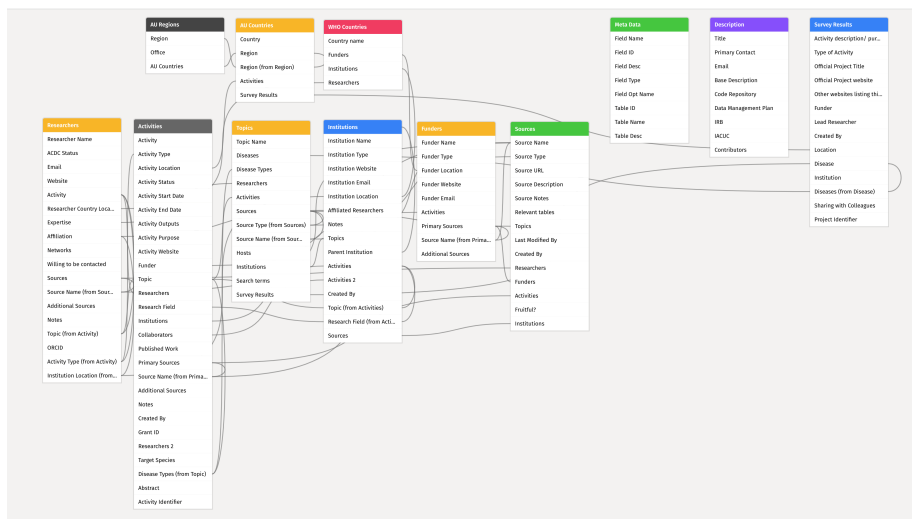 AU Regions
Region
Office
AU Countries
AU Countries
Country
Region
Region (from Region)
Activities
Survey Results
WHO Countries
Country name
Funders
Institutions
Researchers
Meta Data
Field Name
Field ID
Field Desc
Field Type
Field Opt Name
Table ID
Table Name
Table Desc
Description
Title
Primary Contact
Email
Base Description
Code Repository
Data Management Plan
IRB
IACUC
Contributors
Survey Results
Activity description/ pur...
Type of Activity
Official Project Title
Official Project website
Other websites listing thi...
Funder
Lead Researcher
Created By
Location
Disease
Institution
Diseases (from Disease)
Sharing with Colleagues
Project Identifier
Researchers
Researcher Name
ACDC Status
Email
Website
Activity
Researcher Country Loca...
Expertise
Affiliation
Networks
Willing to be contacted
Sources
Source Name (from Sour...
Additional Sources
Notes
Topic (from Activity)
ORCID
Activity Type (from Activity)
Institution Location (from...
Activities
Activity
Activity Type
Activity Location
Activity Status
Activity Start Date
Activity End Date
Activity Outputs
Activity Purpose
Activity Website
Funder
Topic
Researchers
Research Field
Institutions
Collaborators
Published Work
Primary Sources
Source Name (from Prima...
Additional Sources
Notes
Created By
Grant ID
Researchers 2
Target Species
Disease Types (from Topic)
Abstract
Activity Identifier
Topics
Topic Name
Diseases
Disease Types
Researchers
Activities
Sources
Source Type (from Sources)
Source Name (from Sour...
Hosts
Institutions
Search terms
Survey Results
Institutions
Institution Name
Institution Type
Institution Website
Institution Email
Institution Location
Affiliated Researchers
Notes
Topics
Parent Institution
Activities
Activities 2
Created By
Topic (from Activities)
Research Field (from Acti...
Sources
Funders
Funder Name
Funder Type
Funder Location
Funder Website
Funder Email
Activities
Primary Sources
Source Name (from Prima...
Additional Sources
Sources
Source Name
Source Type
Source URL
Source Description
Source Notes
Relevant tables
Topics
Last Modified By
Created By
Researchers
Funders
Activities
Fruitful?
Institutions